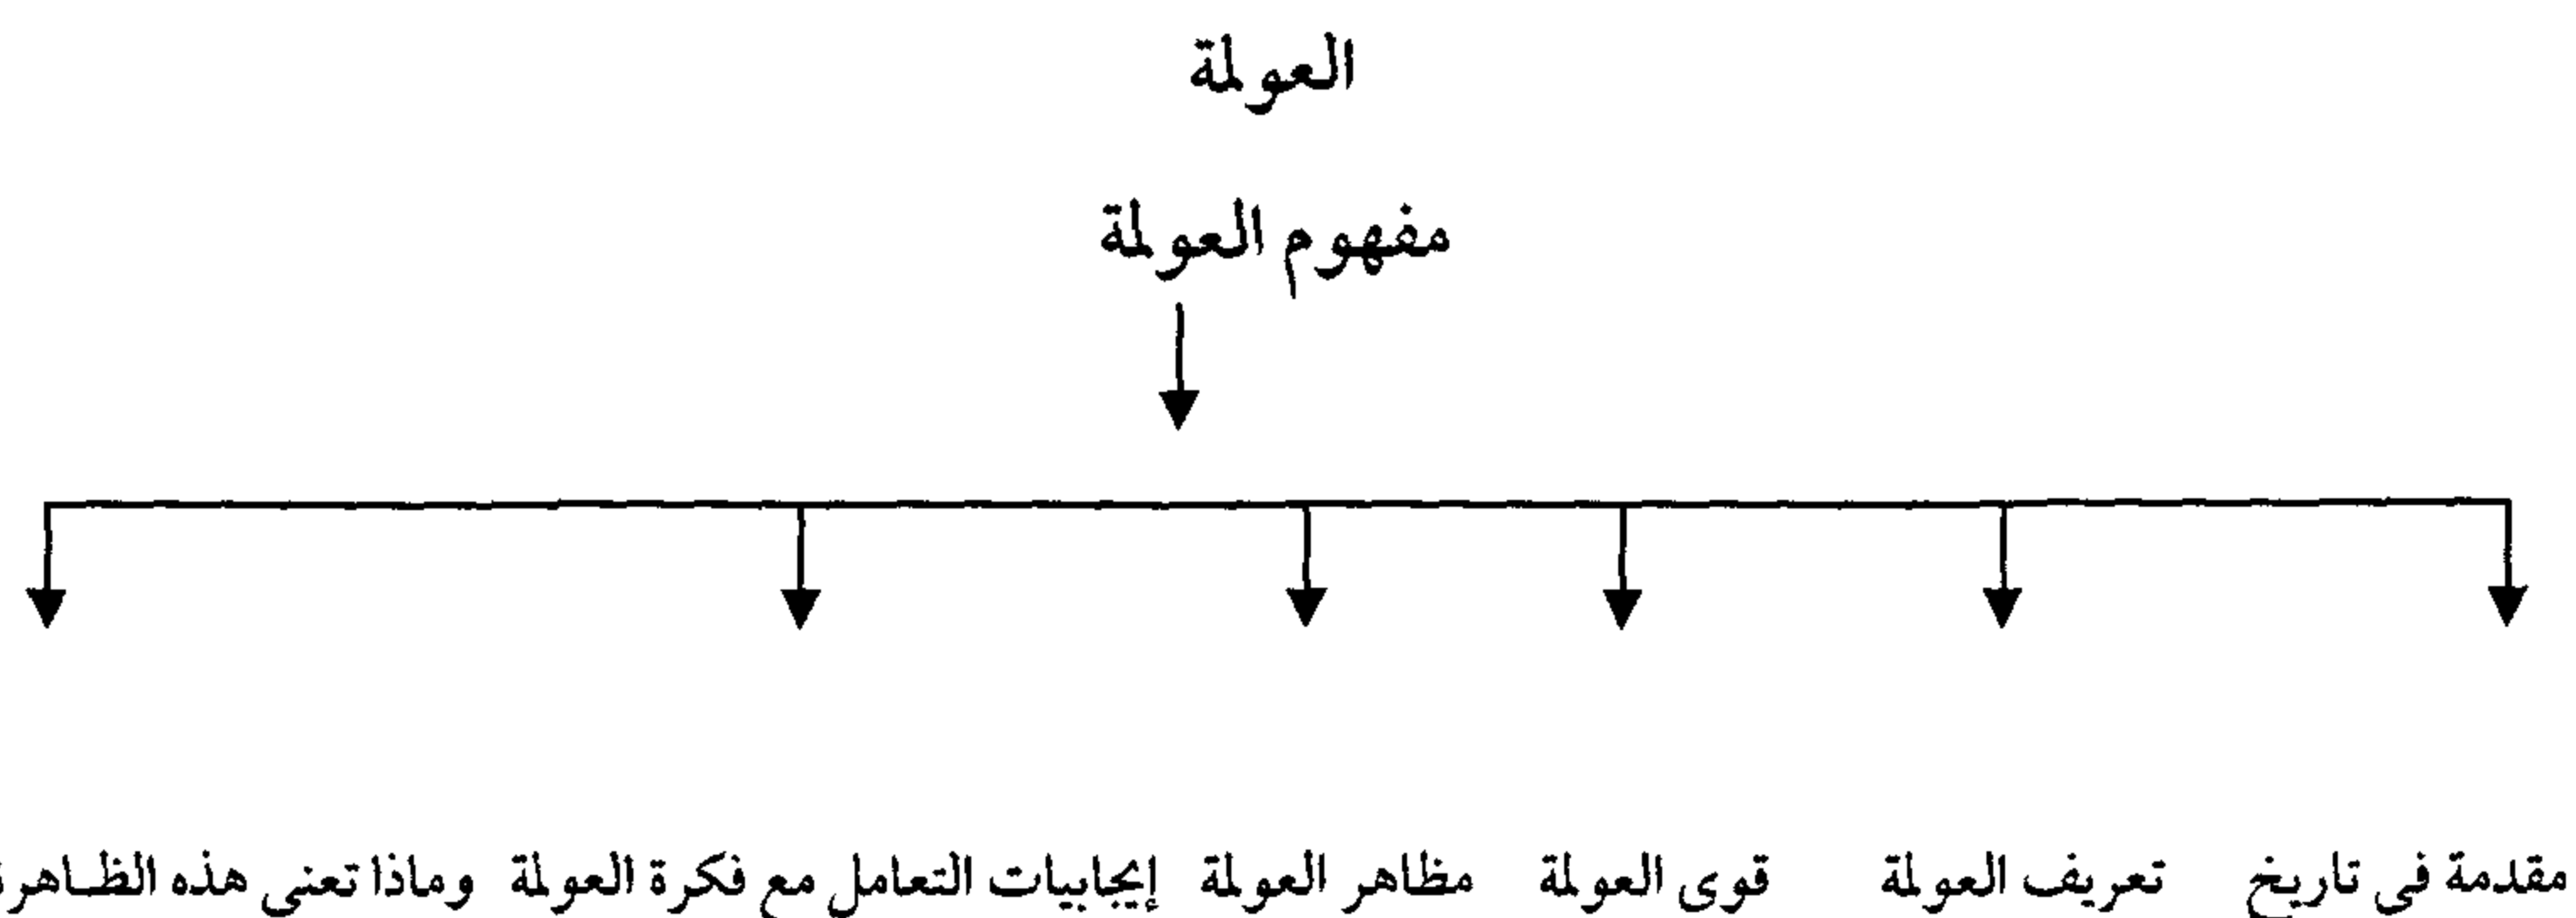 العولمة
مفهوم العولمة
مقدمة فى تاريخ تعريف العولمة قوى العولمة مظاهر العولمة إيجابيات التعامل مع فكرة العولمة وماذا تعنى هذه الظاهرة